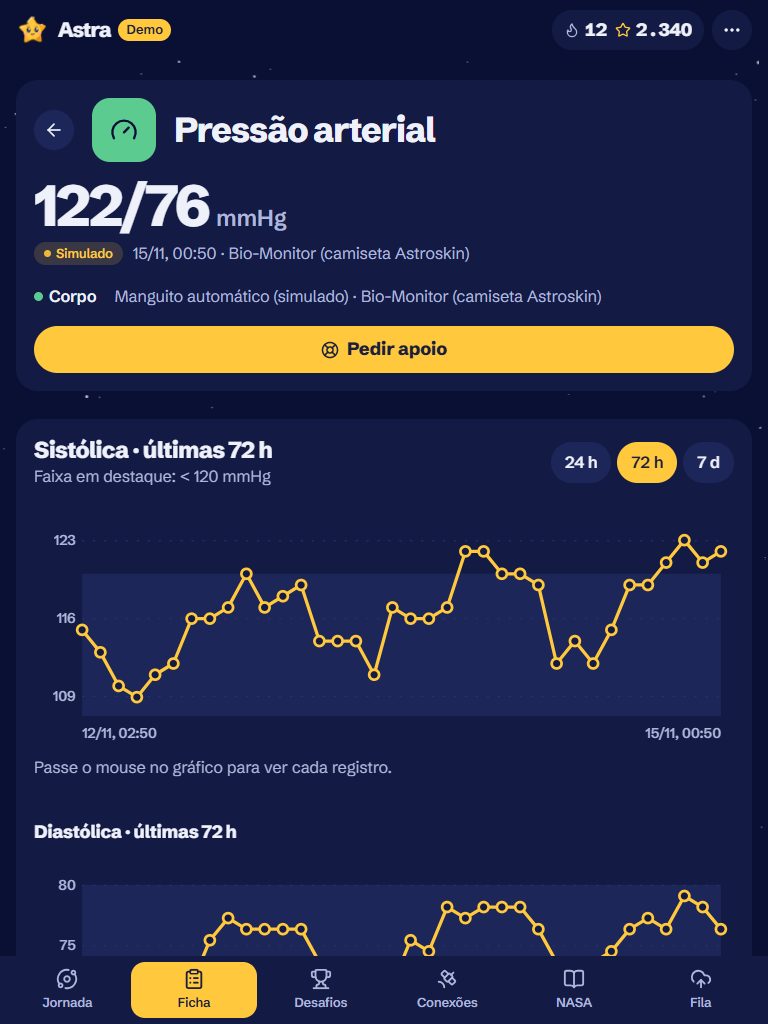 Astra Demo 12 2.340
Pressão arterial
122/76 mmHg
Simulado 15/11, 00:50 · Bio-Monitor (camiseta Astroskin)
Corpo Manguito automático (simulado) · Bio-Monitor (camiseta Astroskin)
Pedir apoio
Sistólica · últimas 72 h
Faixa em destaque: < 120 mmHg
24 h 72 h 7 d
123
116
109
12/11, 02:50 15/11, 00:50
Passe o mouse no gráfico para ver cada registro.
Diastólica · últimas 72 h
80
75
Jornada Ficha Desafios Conexões NASA Fila